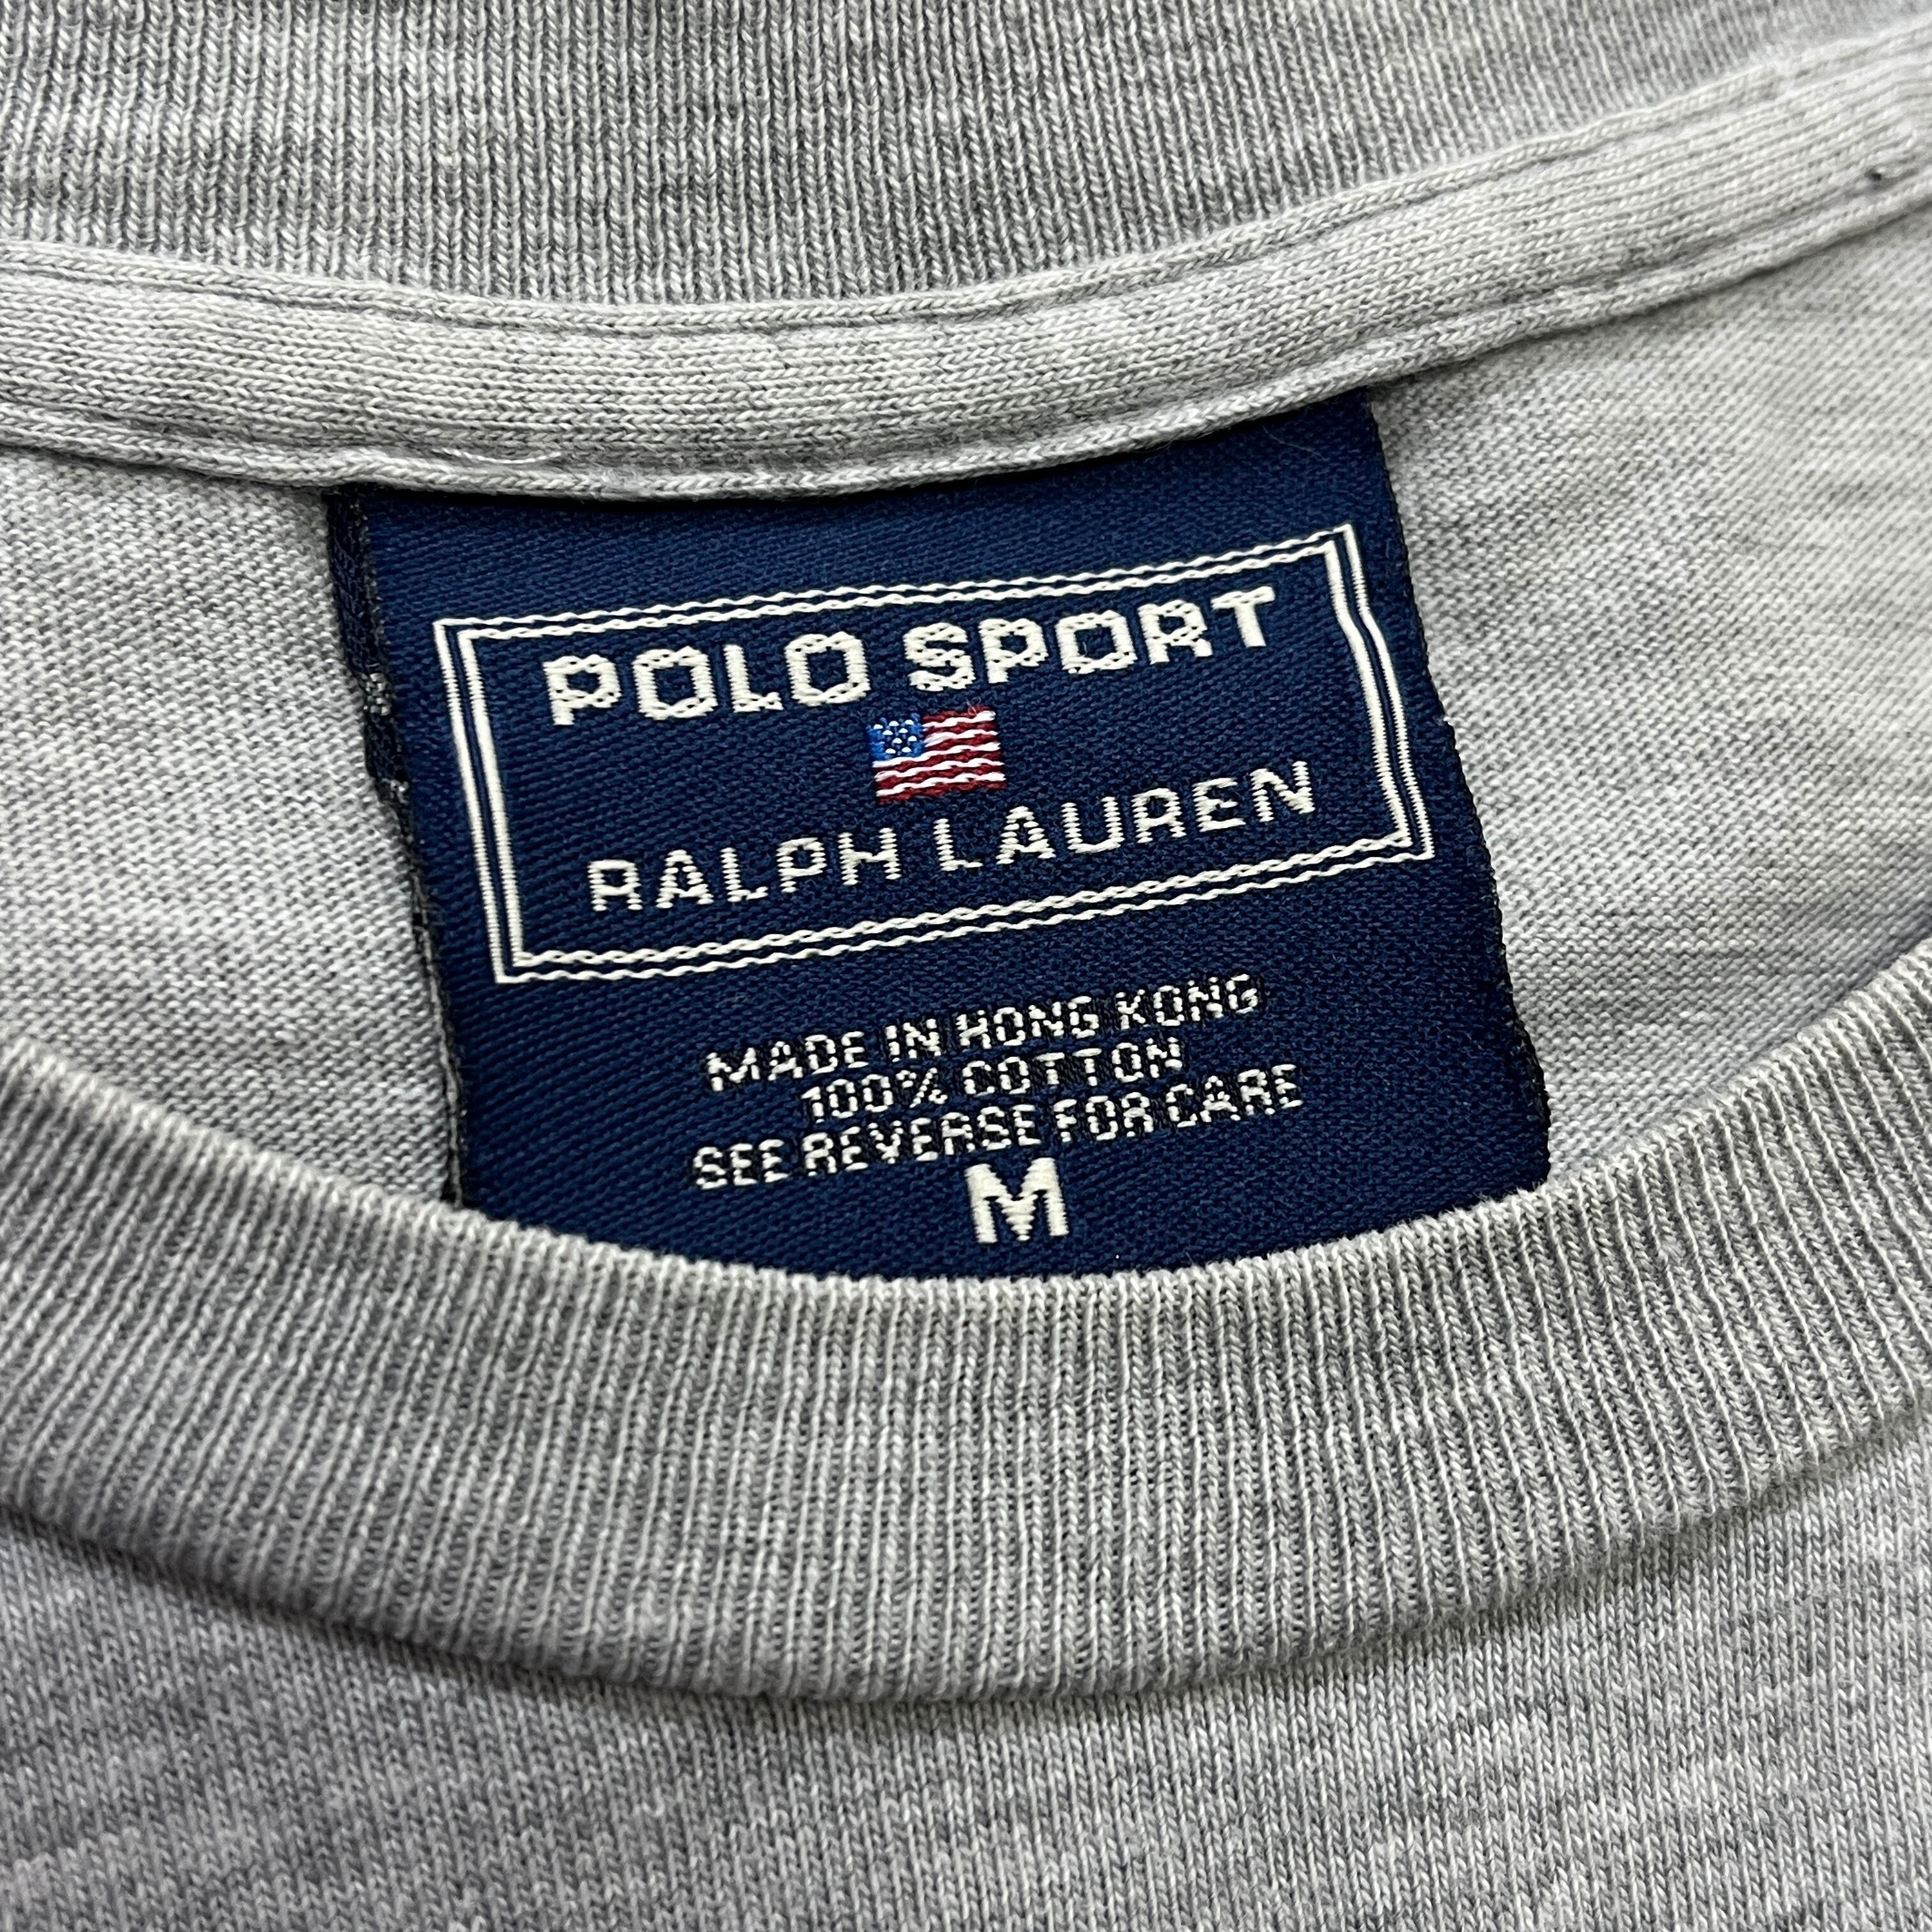 POLO SPORT
RALPH LAUREN
MADE IN HONG KONG
100% COTTON
SEE REVERSE FOR CARE
M